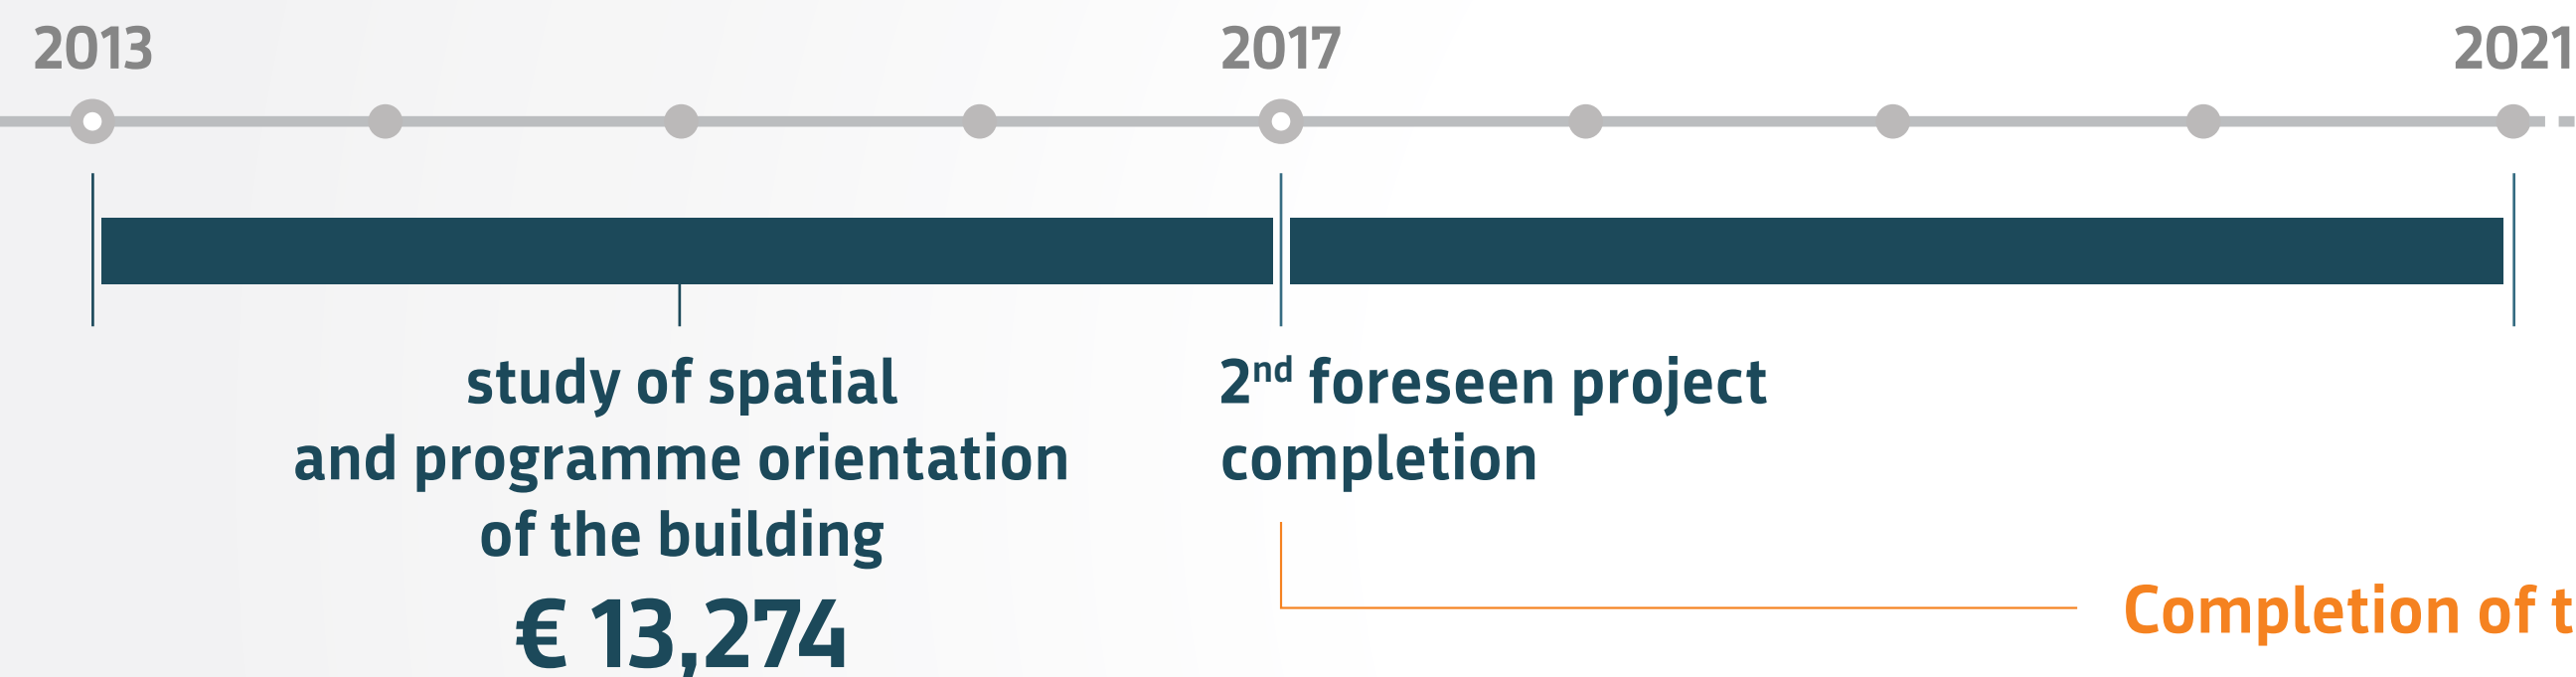 2013 2017 2021
study of spatial
and programme orientation
of the building
€ 13,274
2nd foreseen project
completion
Completion of t